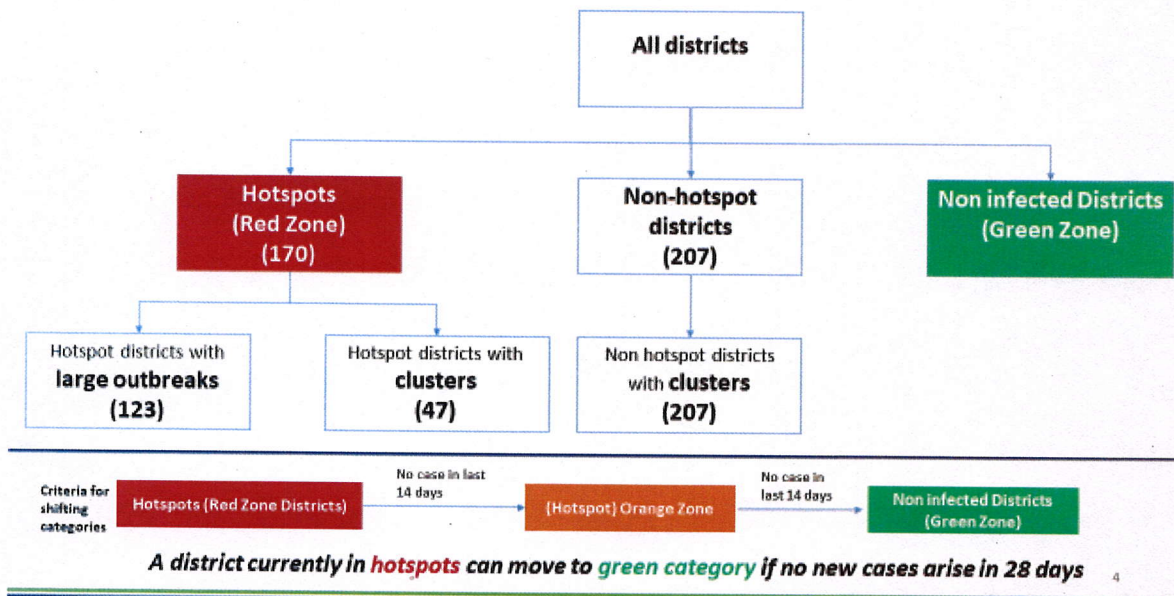 All districts
Hotspots
(Red Zone)
(170)
Non-hotspot
districts
(207)
Non infected Districts
(Green Zone)
Hotspot districts with
large outbreaks
(123)
Hotspot districts with
clusters
(47)
Non hotspot districts
with clusters
(207)
Criteria for
shifting
categories
Hotspots (Red Zone Districts)
No case in last
14 days
(Hotspot) Orange Zone
No case in
last 14 days
Non infected Districts
(Green Zone)
A district currently in hotspots can move to green category if no new cases arise in 28 days
4